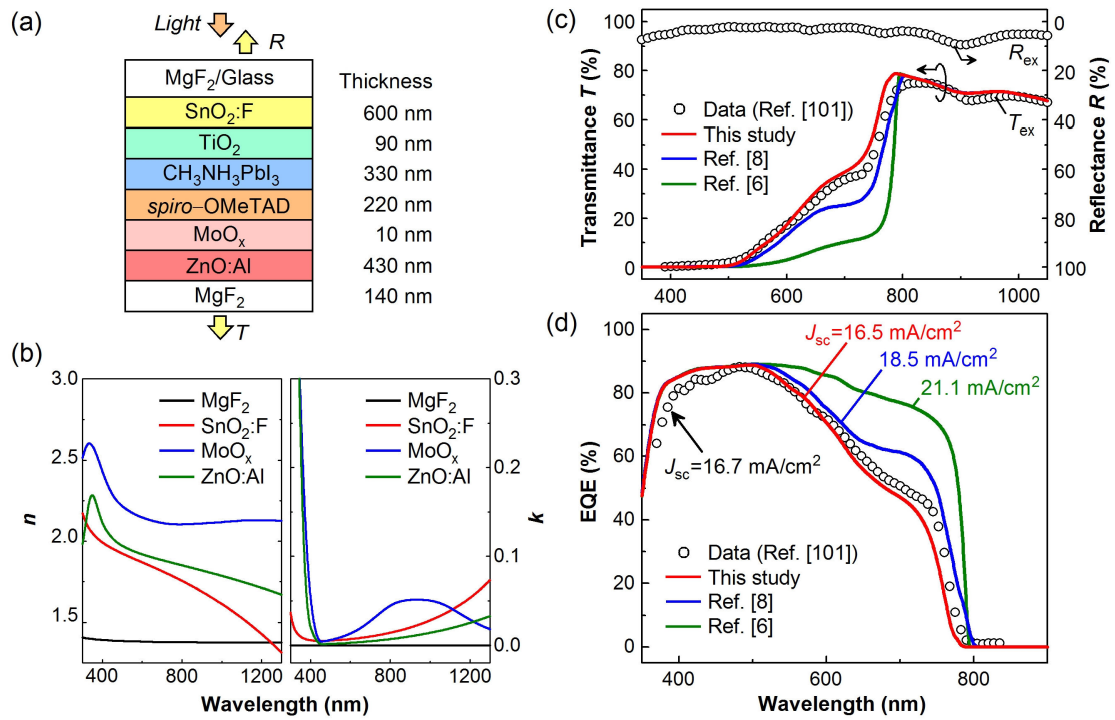 (a)
Light
R
MgF2/Glass
Thickness
SnO2:F
600 nm
TiO2
90 nm
CH3NH3PbI3
330 nm
spiro–OMeTAD
220 nm
MoOx
10 nm
ZnO:Al
430 nm
MgF2
140 nm
T
(b)
3.0
2.5
2.0
1.5
n
MgF2
SnO2:F
MoOx
ZnO:Al
400
800
1200
MgF2
SnO2:F
MoOx
ZnO:Al
0.3
0.2
0.1
0.0
k
400
800
1200
Wavelength (nm)
(c)
100
80
60
40
20
0
Transmittance T (%)
0
20
40
60
80
100
Reflectance R (%)
Rex
Tex
Data (Ref. [101])
This study
Ref. [8]
Ref. [6]
400
600
800
1000
(d)
100
80
60
40
20
0
EQE (%)
Jsc=16.5 mA/cm2
18.5 mA/cm2
21.1 mA/cm2
Jsc=16.7 mA/cm2
Data (Ref. [101])
This study
Ref. [8]
Ref. [6]
400
600
800
Wavelength (nm)